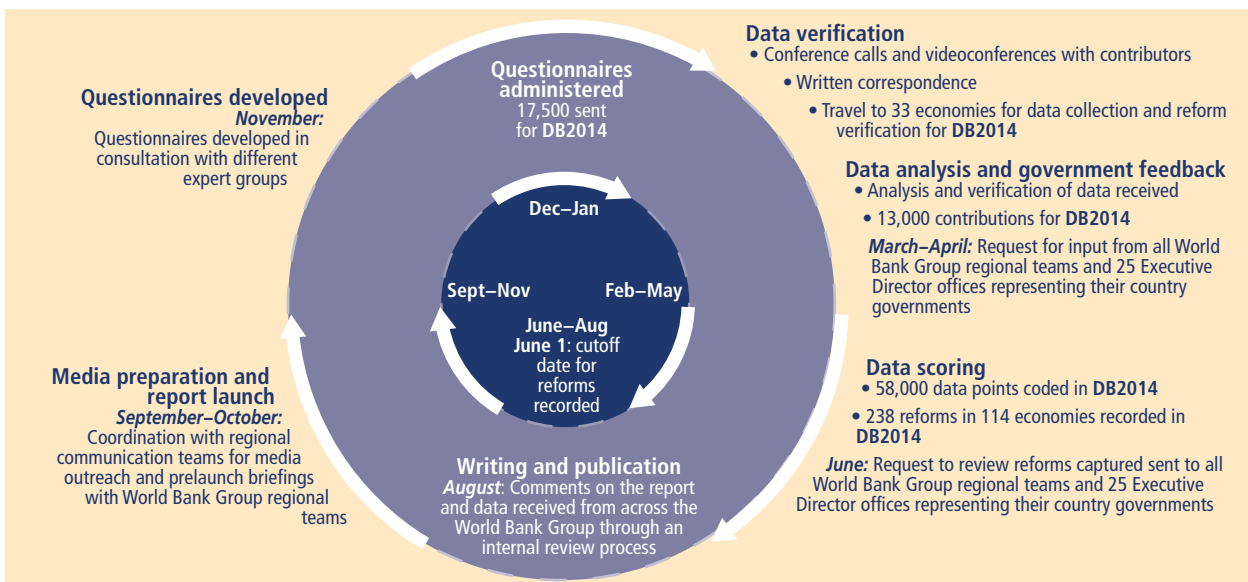 Questionnaires
administered
17,500 sent
for DB2014
Data verification
• Conference calls and videoconferences with contributors
• Written correspondence
• Travel to 33 economies for data collection and reform
verification for DB2014
Data analysis and government feedback
• Analysis and verification of data received
• 13,000 contributions for DB2014
March–April: Request for input from all World
Bank Group regional teams and 25 Executive
Director offices representing their country
governments
Data scoring
• 58,000 data points coded in DB2014
• 238 reforms in 114 economies recorded in
DB2014
June: Request to review reforms captured sent to all
World Bank Group regional teams and 25 Executive
Director offices representing their country governments
Writing and publication
August: Comments on the report
and data received from across the
World Bank Group through an
internal review process
Media preparation and
report launch
September–October:
Coordination with regional
communication teams for media
outreach and prelaunch briefings
with World Bank Group regional
teams
Questionnaires developed
November:
Questionnaires developed in
consultation with different
expert groups
Dec–Jan
Feb–May
June–Aug
June 1: cutoff
date for
reforms
recorded
Sept–Nov